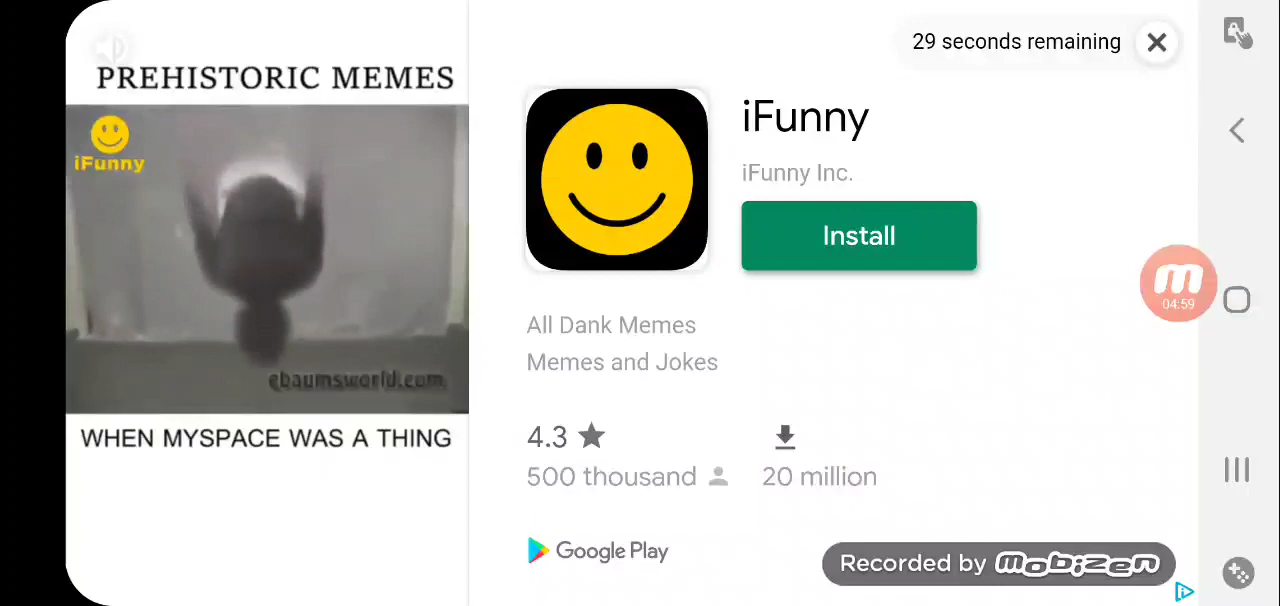 PREHISTORIC MEMES
iFunny
ebaumsworld.com
WHEN MYSPACE WAS A THING
29 seconds remaining
iFunny
iFunny Inc.
Install
All Dank Memes
Memes and Jokes
4.3
500 thousand
20 million
Google Play
04:59
Recorded by mobizen